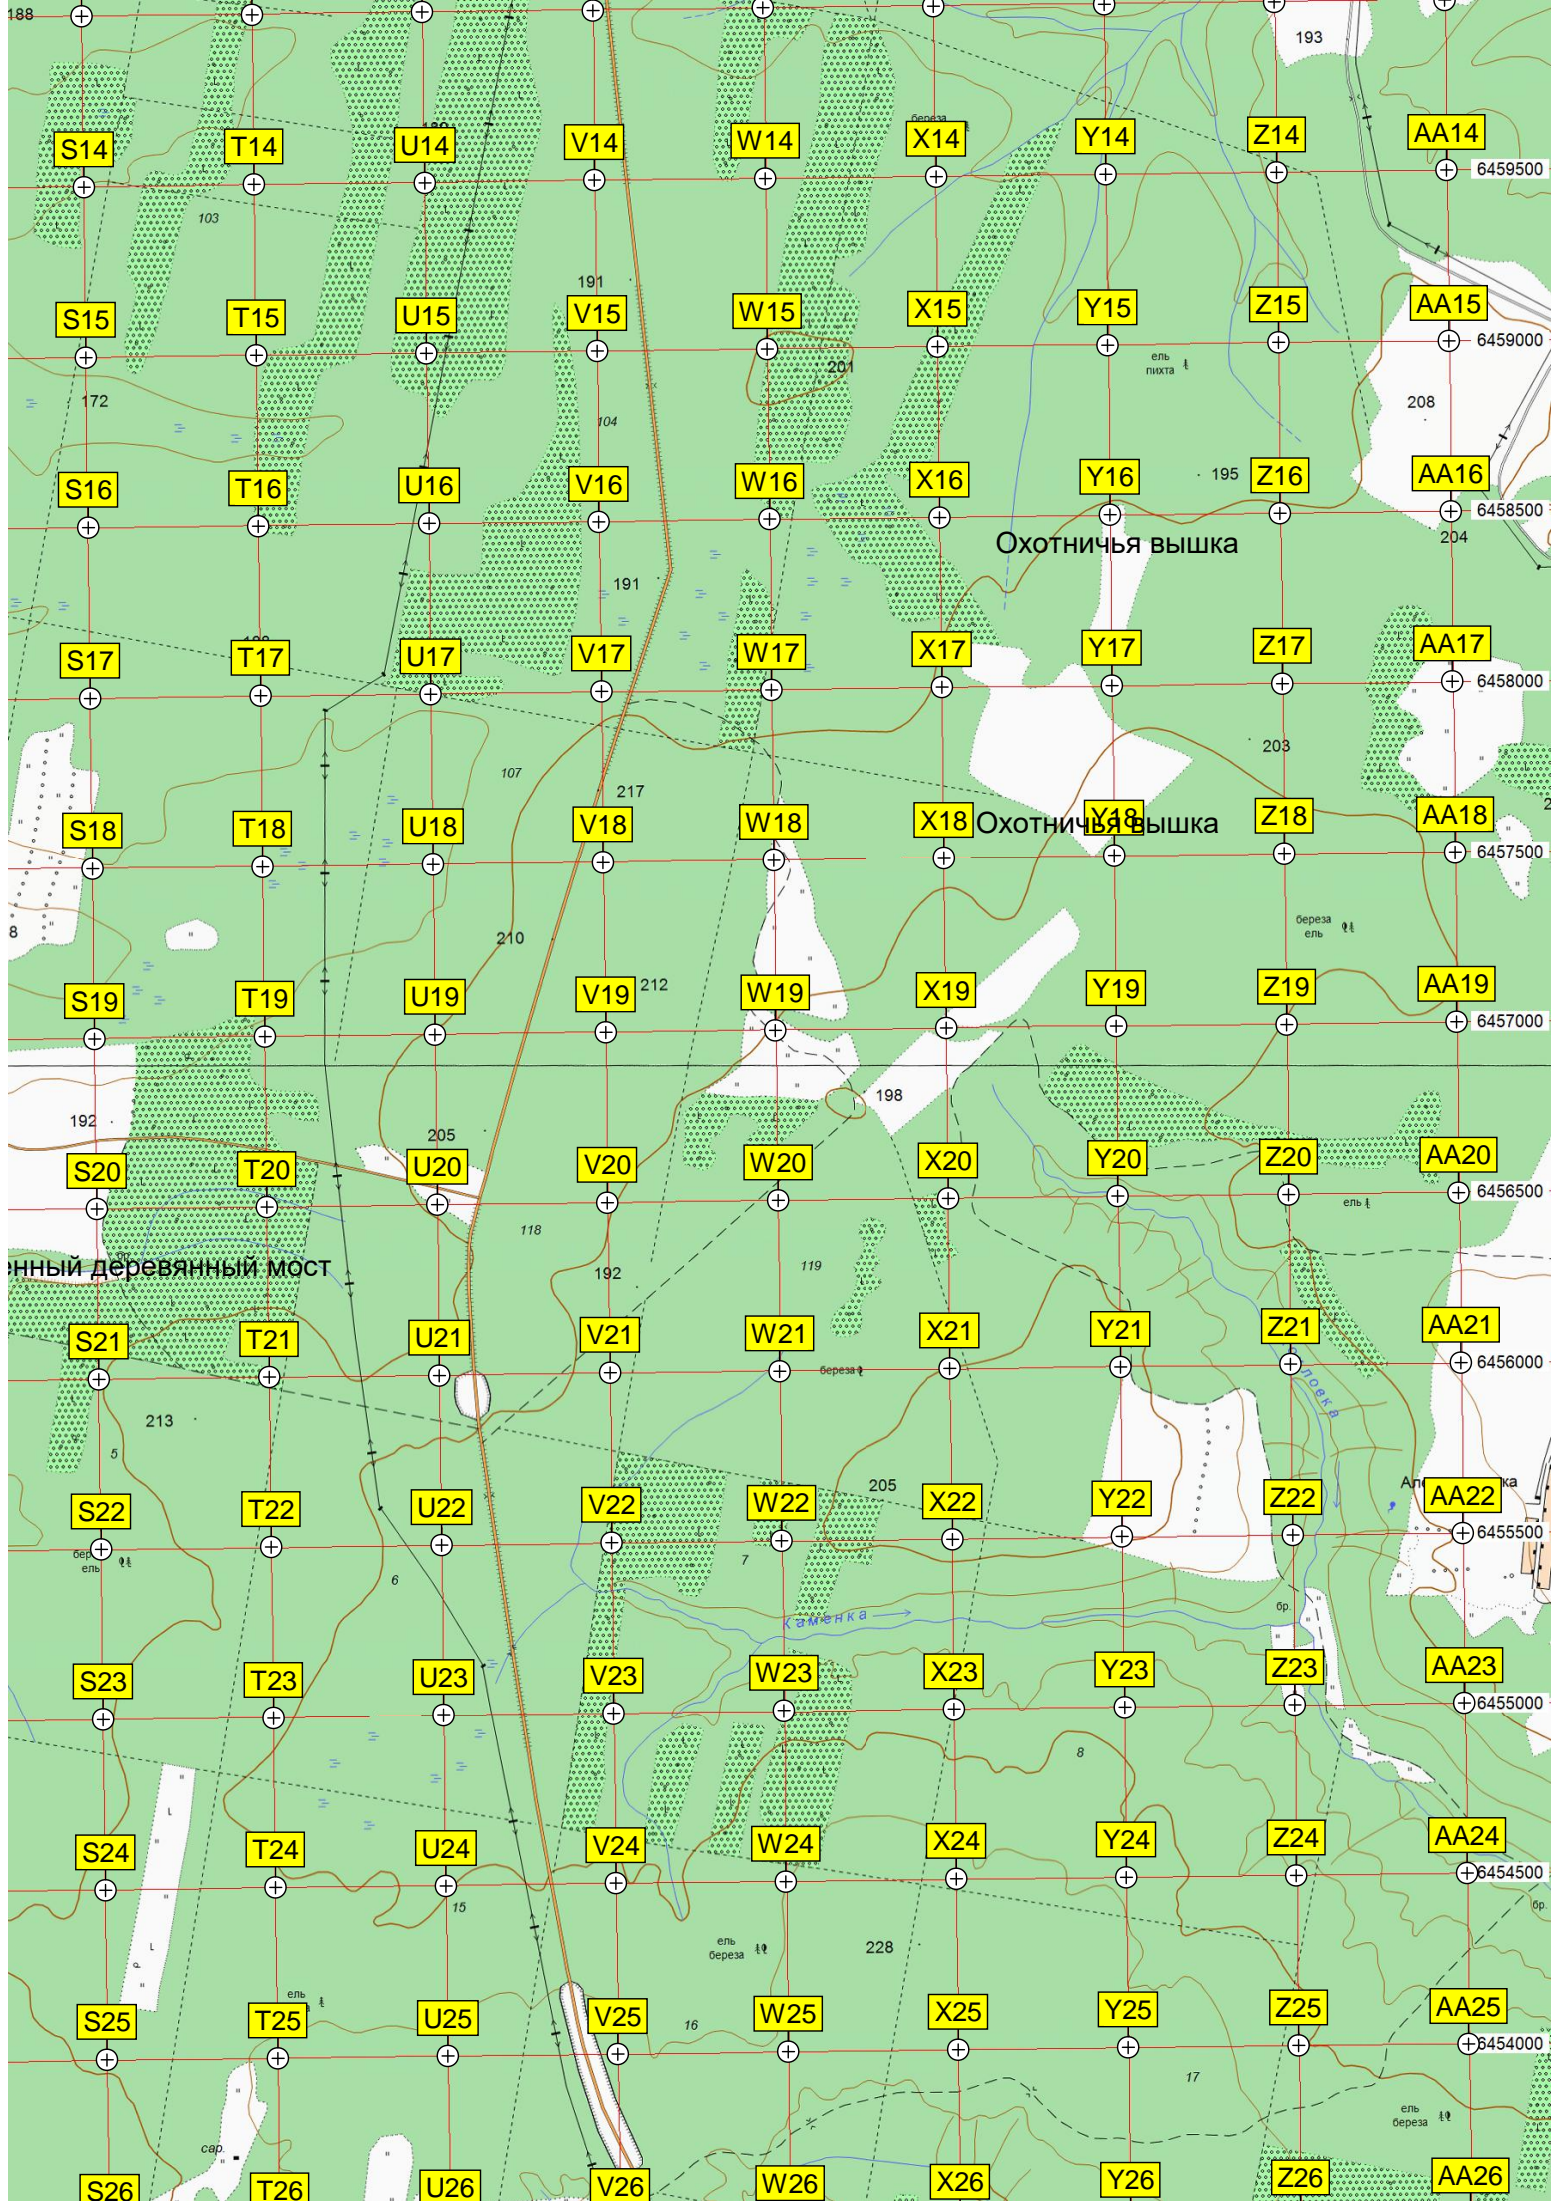 188
193
береза
S14 T14 U14 V14 W14 X14 Y14 Z14 AA14
6459500
103
191
S15 T15 U15 V15 W15 X15 Y15 Z15 AA15
6459000
ель
пихта
201
172
208
104
195
S16 T16 U16 V16 W16 X16 Y16 Z16 AA16
6458500
204
Охотничья вышка
191
S17 T17 U17 V17 W17 X17 Y17 Z17 AA17
6458000
203
107
217
S18 T18 U18 V18 W18 X18 Охотничья вышка Y18 Z18 AA18
6457500
береза
ель
8
210
212
S19 T19 U19 V19 W19 X19 Y19 Z19 AA19
6457000
198
192
205
S20 T20 U20 V20 W20 X20 Y20 Z20 AA20
6456500
ель
118
нный деревянный мост
192
119
S21 T21 U21 V21 W21 X21 Y21 Z21 AA21
6456000
береза
ловка
213
5
205
S22 T22 U22 V22 W22 X22 Y22 Z22 AA22
6455500
ель
7
6
бр.
Каменка
S23 T23 U23 V23 W23 X23 Y23 Z23 AA23
6455000
8
S24 T24 U24 V24 W24 X24 Y24 Z24 AA24
6454500
15
бр.
ель
береза
228
ель
S25 T25 U25 V25 W25 X25 Y25 Z25 AA25
16
6454000
17
ель
береза
сар.
S26 T26 U26 V26 W26 X26 Y26 Z26 AA26